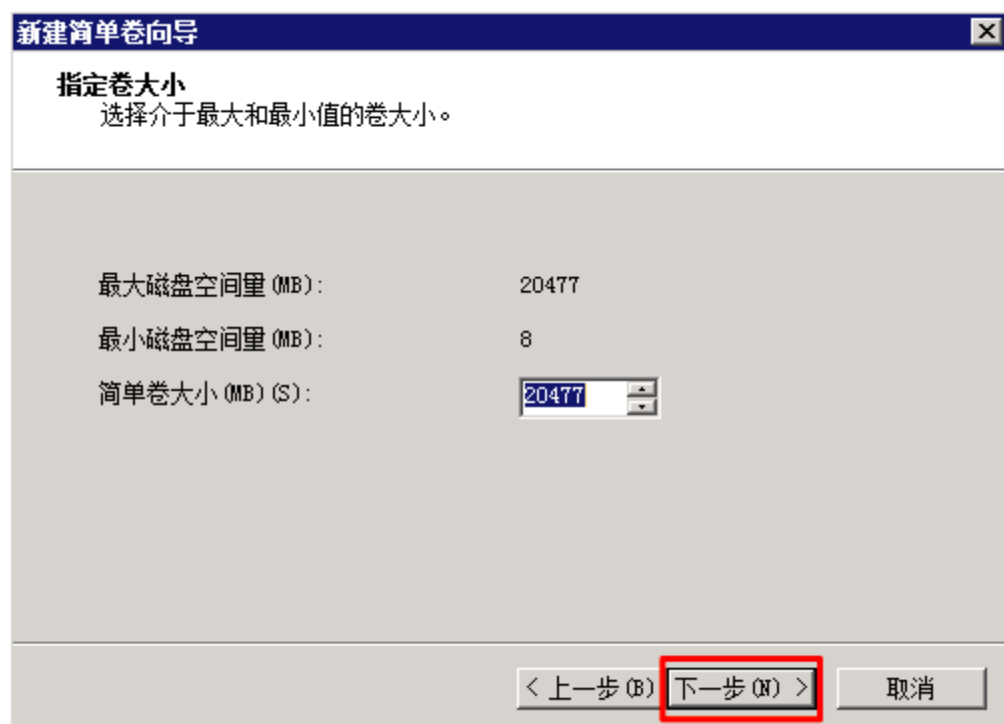 新建简单卷向导
指定卷大小
选择介于最大和最小值的卷大小。
最大磁盘空间量(MB): 20477
最小磁盘空间量(MB): 8
简单卷大小(MB)(S): 20477
< 上一步(B) 下一步(N) > 取消